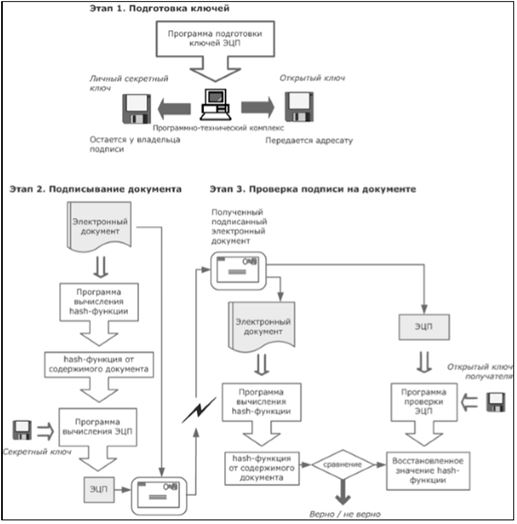 Этап 1. Подготовка ключей
Программа подготовки
ключей ЭЦП
Личный секретный
ключ
Открытый ключ
Программно-технический комплекс
Остается у владельца
подписи
Передается адресату
Этап 2. Подписывание документа
Электронный
документ
Программа
вычисления
hash-функции
hash-функция от
содержимого документа
Программа
вычисления ЭЦП
Секретный ключ
ЭЦП
Этап 3. Проверка подписи на документе
Полученный
подписанный
электронный
документ
Электронный
документ
ЭЦП
Открытый ключ
получателя
Программа
вычисления
hash-функции
Программа
проверки
ЭЦП
hash-функция
от содержимого
документа
сравнение
Восстановленное
значение hash-
функции
Верно / не верно